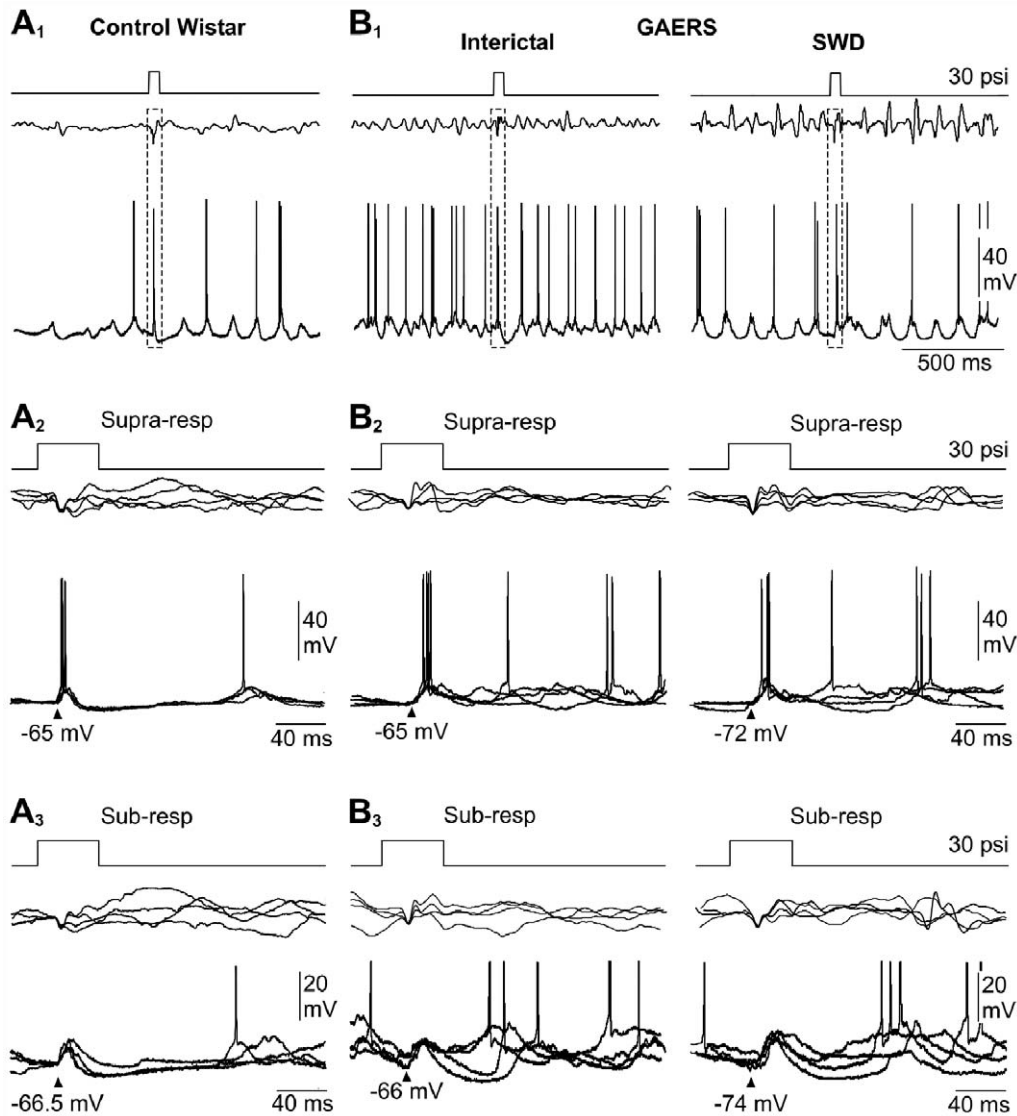 A1 Control Wistar B1 GAERS
Interictal SWD
30 psi
40
mV
500 ms
A2 Supra-resp B2 Supra-resp Supra-resp
30 psi
40
mV
40
mV
-65 mV 40 ms -65 mV -72 mV 40 ms
A3 Sub-resp B3 Sub-resp Sub-resp
30 psi
20
mV
20
mV
-66.5 mV 40 ms -66 mV -74 mV 40 ms